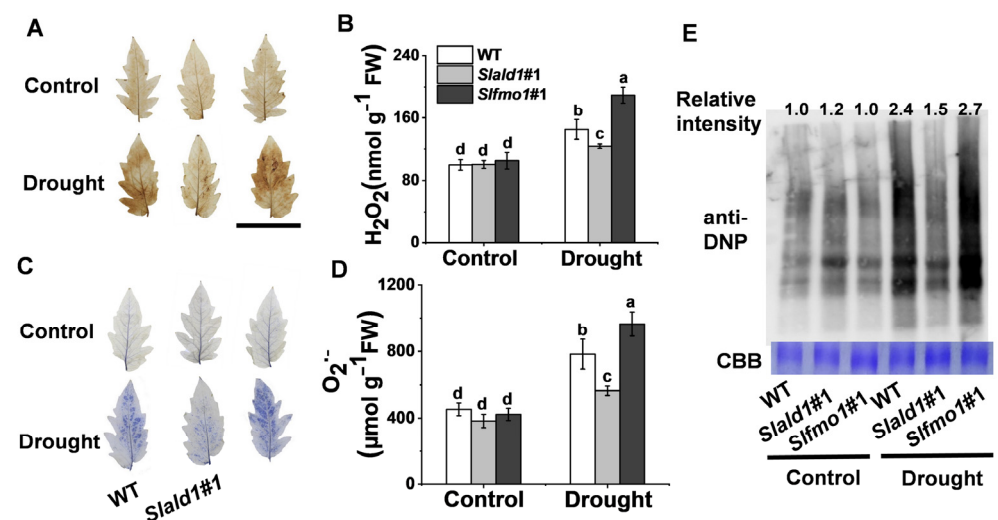 A
Control
Drought
B
H₂O₂(nmol g⁻¹ FW)
240
160
80
0
WT
Slald1#1
Slfmo1#1
d d d
b
c
a
Control Drought
C
Control
Drought
WT
Slald1#1
D
O₂·⁻
(μmol g⁻¹FW)
1200
800
400
0
d d d
b
c
a
Control Drought
E
Relative
intensity
1.0 1.2 1.0 2.4 1.5 2.7
anti-
DNP
CBB
WT
Slald1#1
Slfmo1#1
WT
Slald1#1
Slfmo1#1
Control Drought